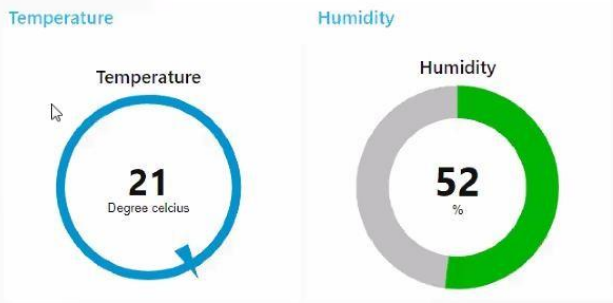 Temperature
Temperature
21
Degree celcius
Humidity
Humidity
52
%